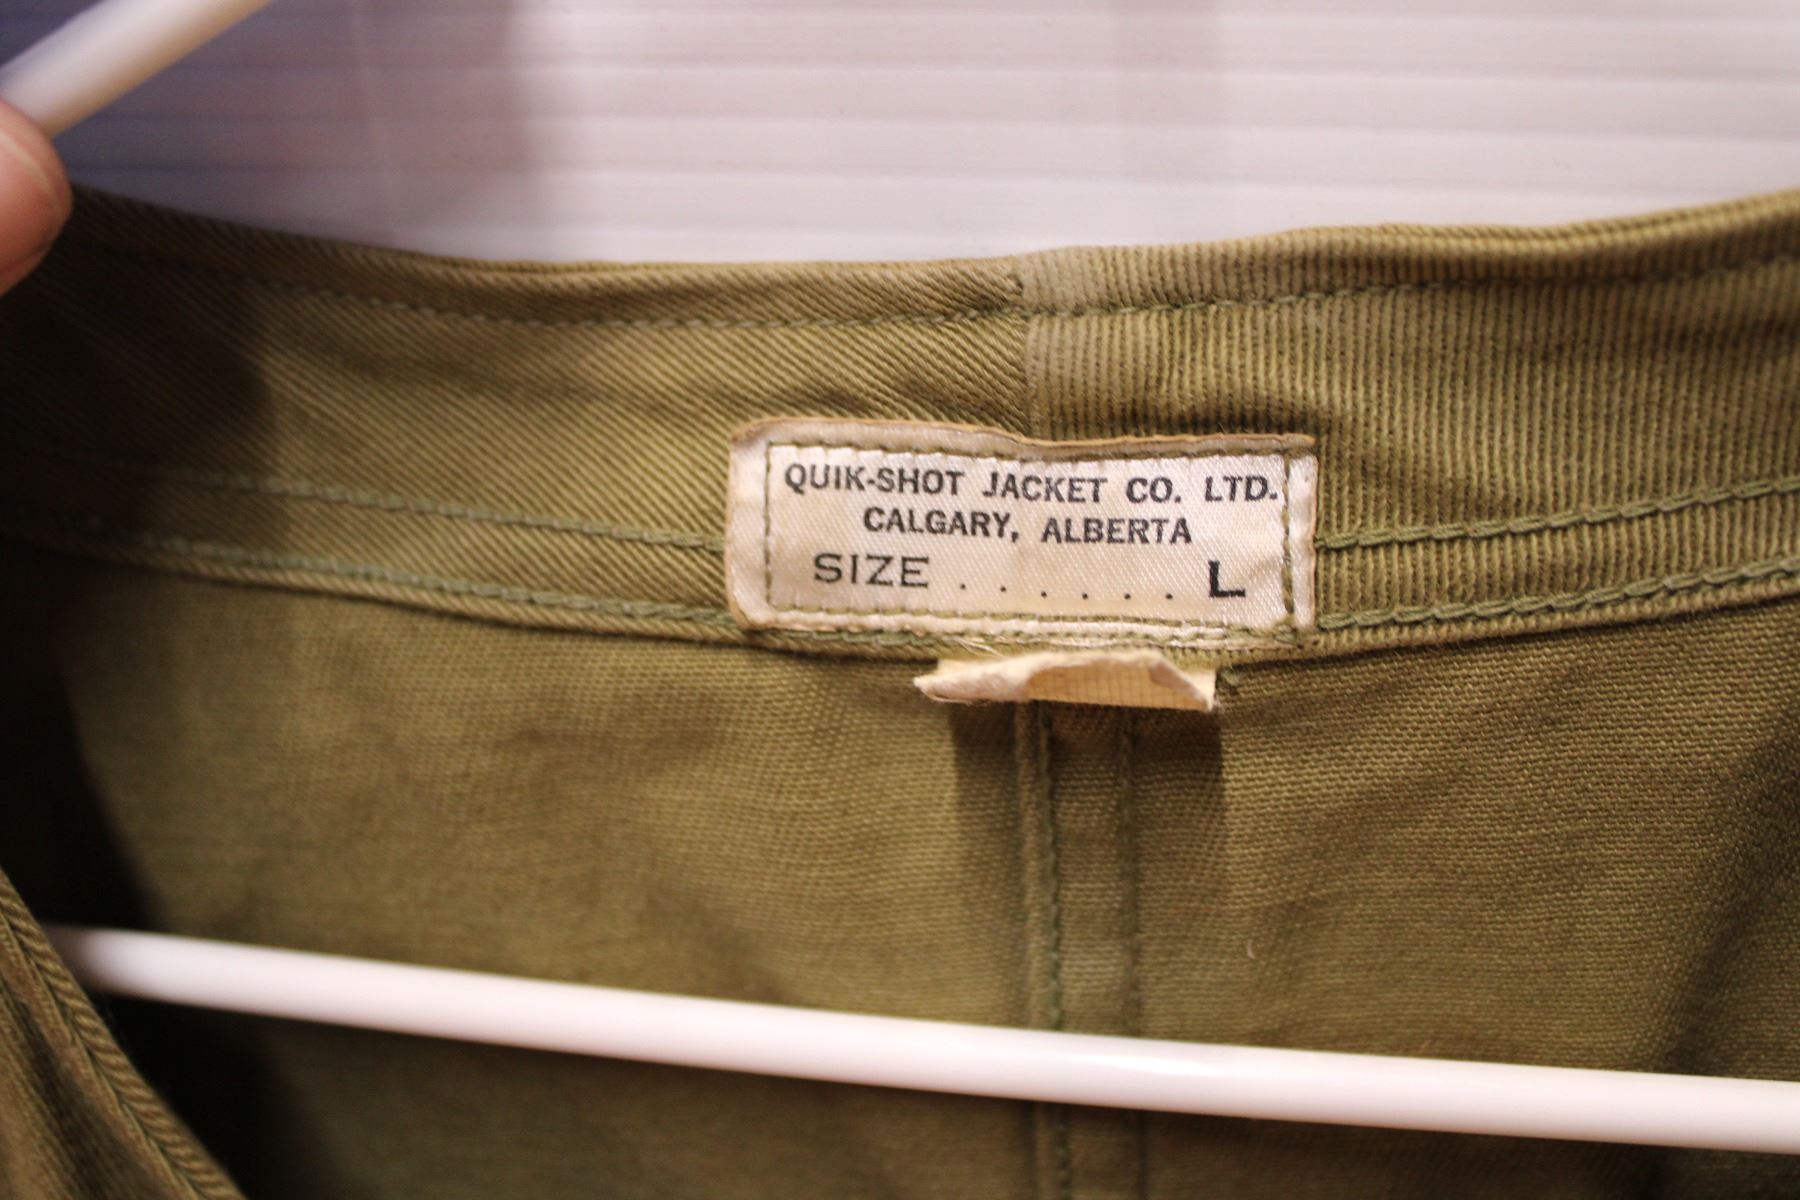 QUIK-SHOT JACKET CO. LTD.
CALGARY, ALBERTA
SIZE . . . . . . L